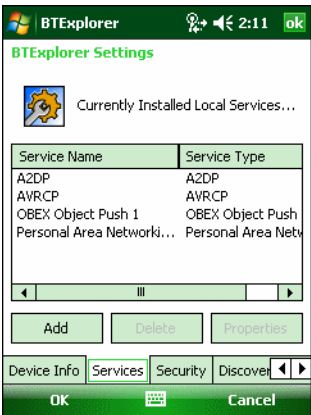 BTExplorer 2:11 ok
BTExplorer Settings
Currently Installed Local Services...
Service Name Service Type
A2DP A2DP
AVRCP AVRCP
OBEX Object Push 1 OBEX Object Push
Personal Area Networki... Personal Area Netw
Add Delete Properties
Device Info Services Security Discover
OK Cancel